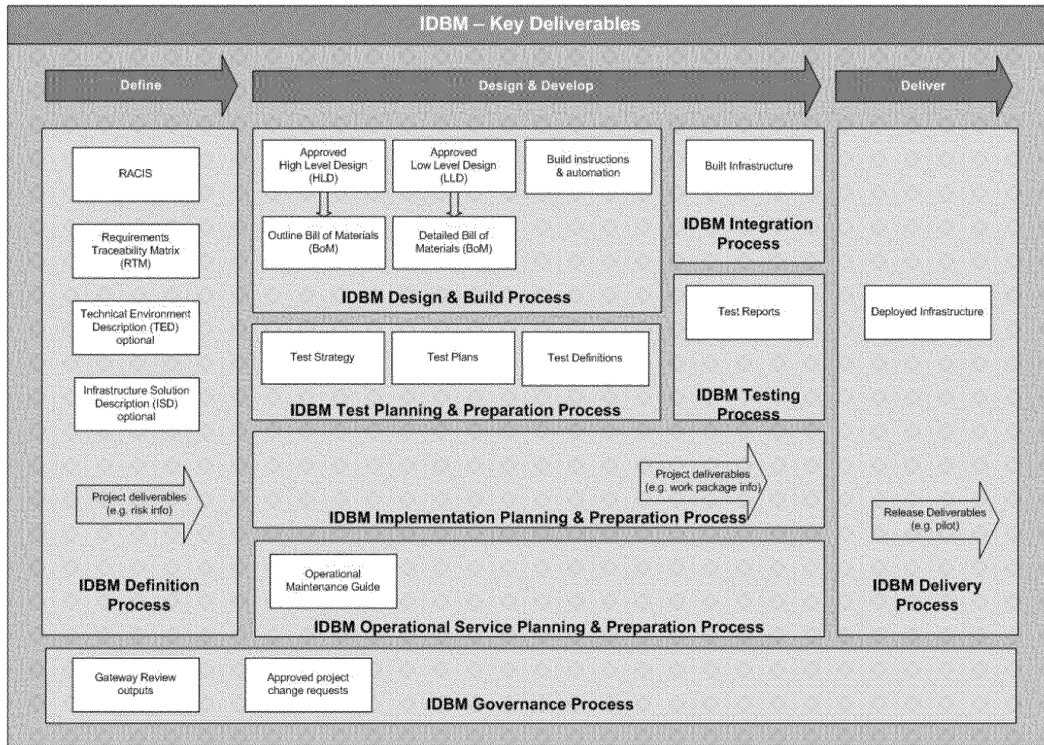 IDBM – Key Deliverables
Define
Design & Develop
Deliver
RACIS
Requirements
Traceability Matrix
(RTM)
Technical Environment
Description (TED)
optional
Infrastructure Solution
Description (ISD)
optional
Project deliverables
(e.g. risk info)
IDBM Definition
Process
Approved
High Level Design
(HLD)
Approved
Low Level Design
(LLD)
Build instructions
& automation
Outline Bill of Materials
(BoM)
Detailed Bill of
Materials (BoM)
IDBM Design & Build Process
Test Strategy
Test Plans
Test Definitions
IDBM Test Planning & Preparation Process
Built Infrastructure
IDBM Integration
Process
Test Reports
IDBM Testing
Process
Project deliverables
(e.g. work package info)
IDBM Implementation Planning & Preparation Process
Operational
Maintenance Guide
IDBM Operational Service Planning & Preparation Process
Deployed Infrastructure
Release Deliverables
(e.g. pilot)
IDBM Delivery
Process
Gateway Review
outputs
Approved project
change requests
IDBM Governance Process